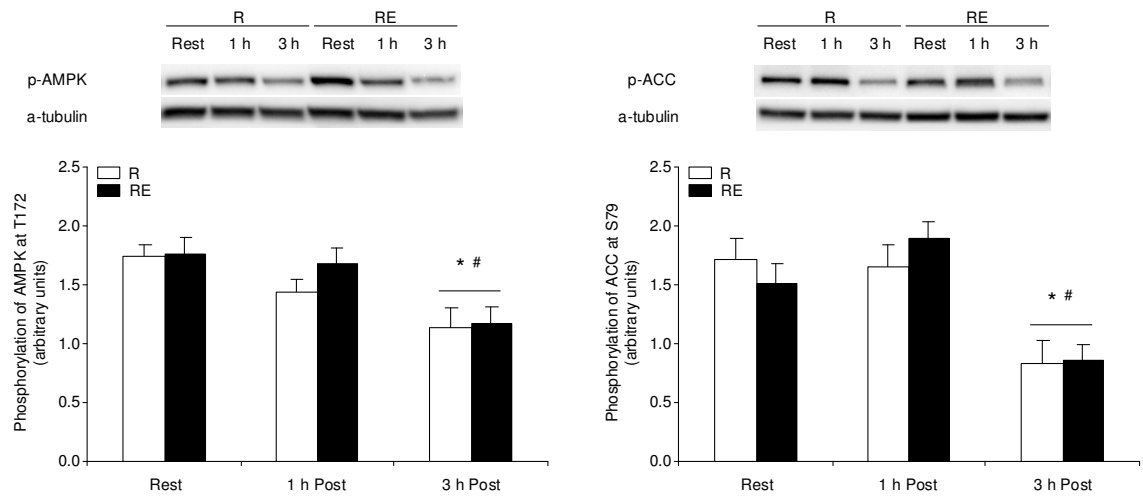 R RE
Rest 1 h 3 h Rest 1 h 3 h
p-AMPK
a-tubulin
2.5
R
RE
2.0
1.5
1.0
0.5
0.0
* #
Phosphorylation of AMPK at T172
(arbitrary units)
Rest 1 h Post 3 h Post
R RE
Rest 1 h 3 h Rest 1 h 3 h
p-ACC
a-tubulin
2.5
R
RE
2.0
1.5
1.0
0.5
0.0
* #
Phosphorylation of ACC at S79
(arbitrary units)
Rest 1 h Post 3 h Post